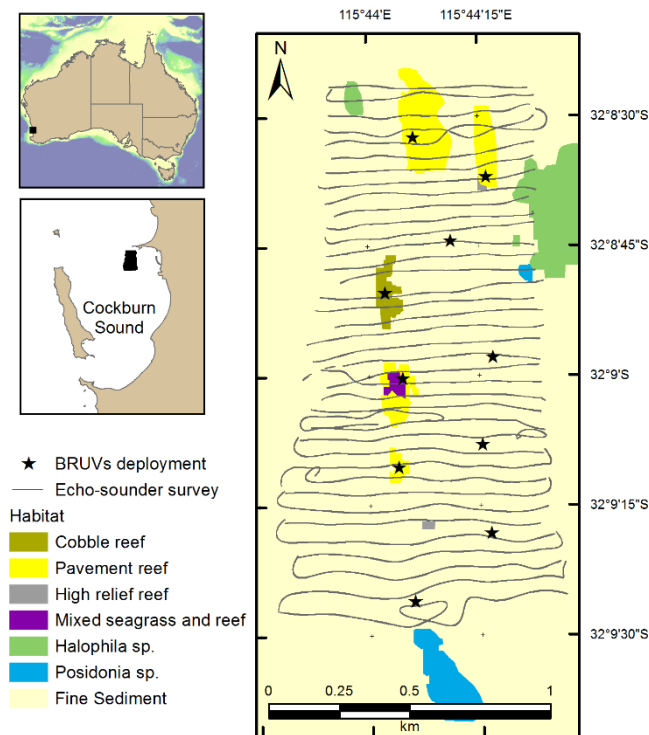 115°44'E 115°44'15"E
N
32°8'30"S
32°8'45"S
Cockburn
Sound
32°9'S
BRUVs deployment
Echo-sounder survey
32°9'15"S
Habitat
Cobble reef
Pavement reef
High relief reef
Mixed seagrass and reef
Halophila sp.
Posidonia sp.
Fine Sediment
32°9'30"S
0 0.25 0.5 1
km